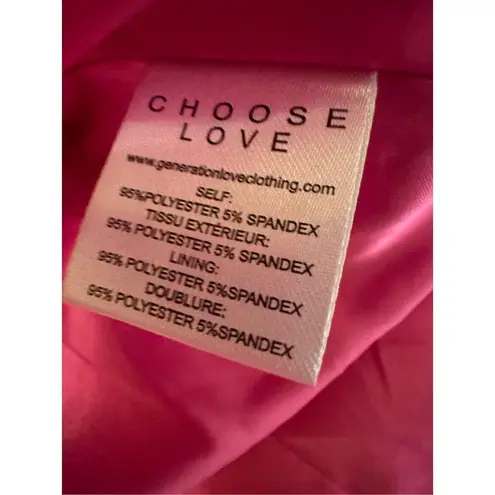 CHOOSE
LOVE
www.generationloveclothing.com
SELF:
95%POLYESTER 5% SPANDEX
TISSU EXTÉRIEUR:
95% POLYESTER 5% SPANDEX
LINING:
95% POLYESTER 5%SPANDEX
DOUBLURE:
95% POLYESTER 5%SPANDEX